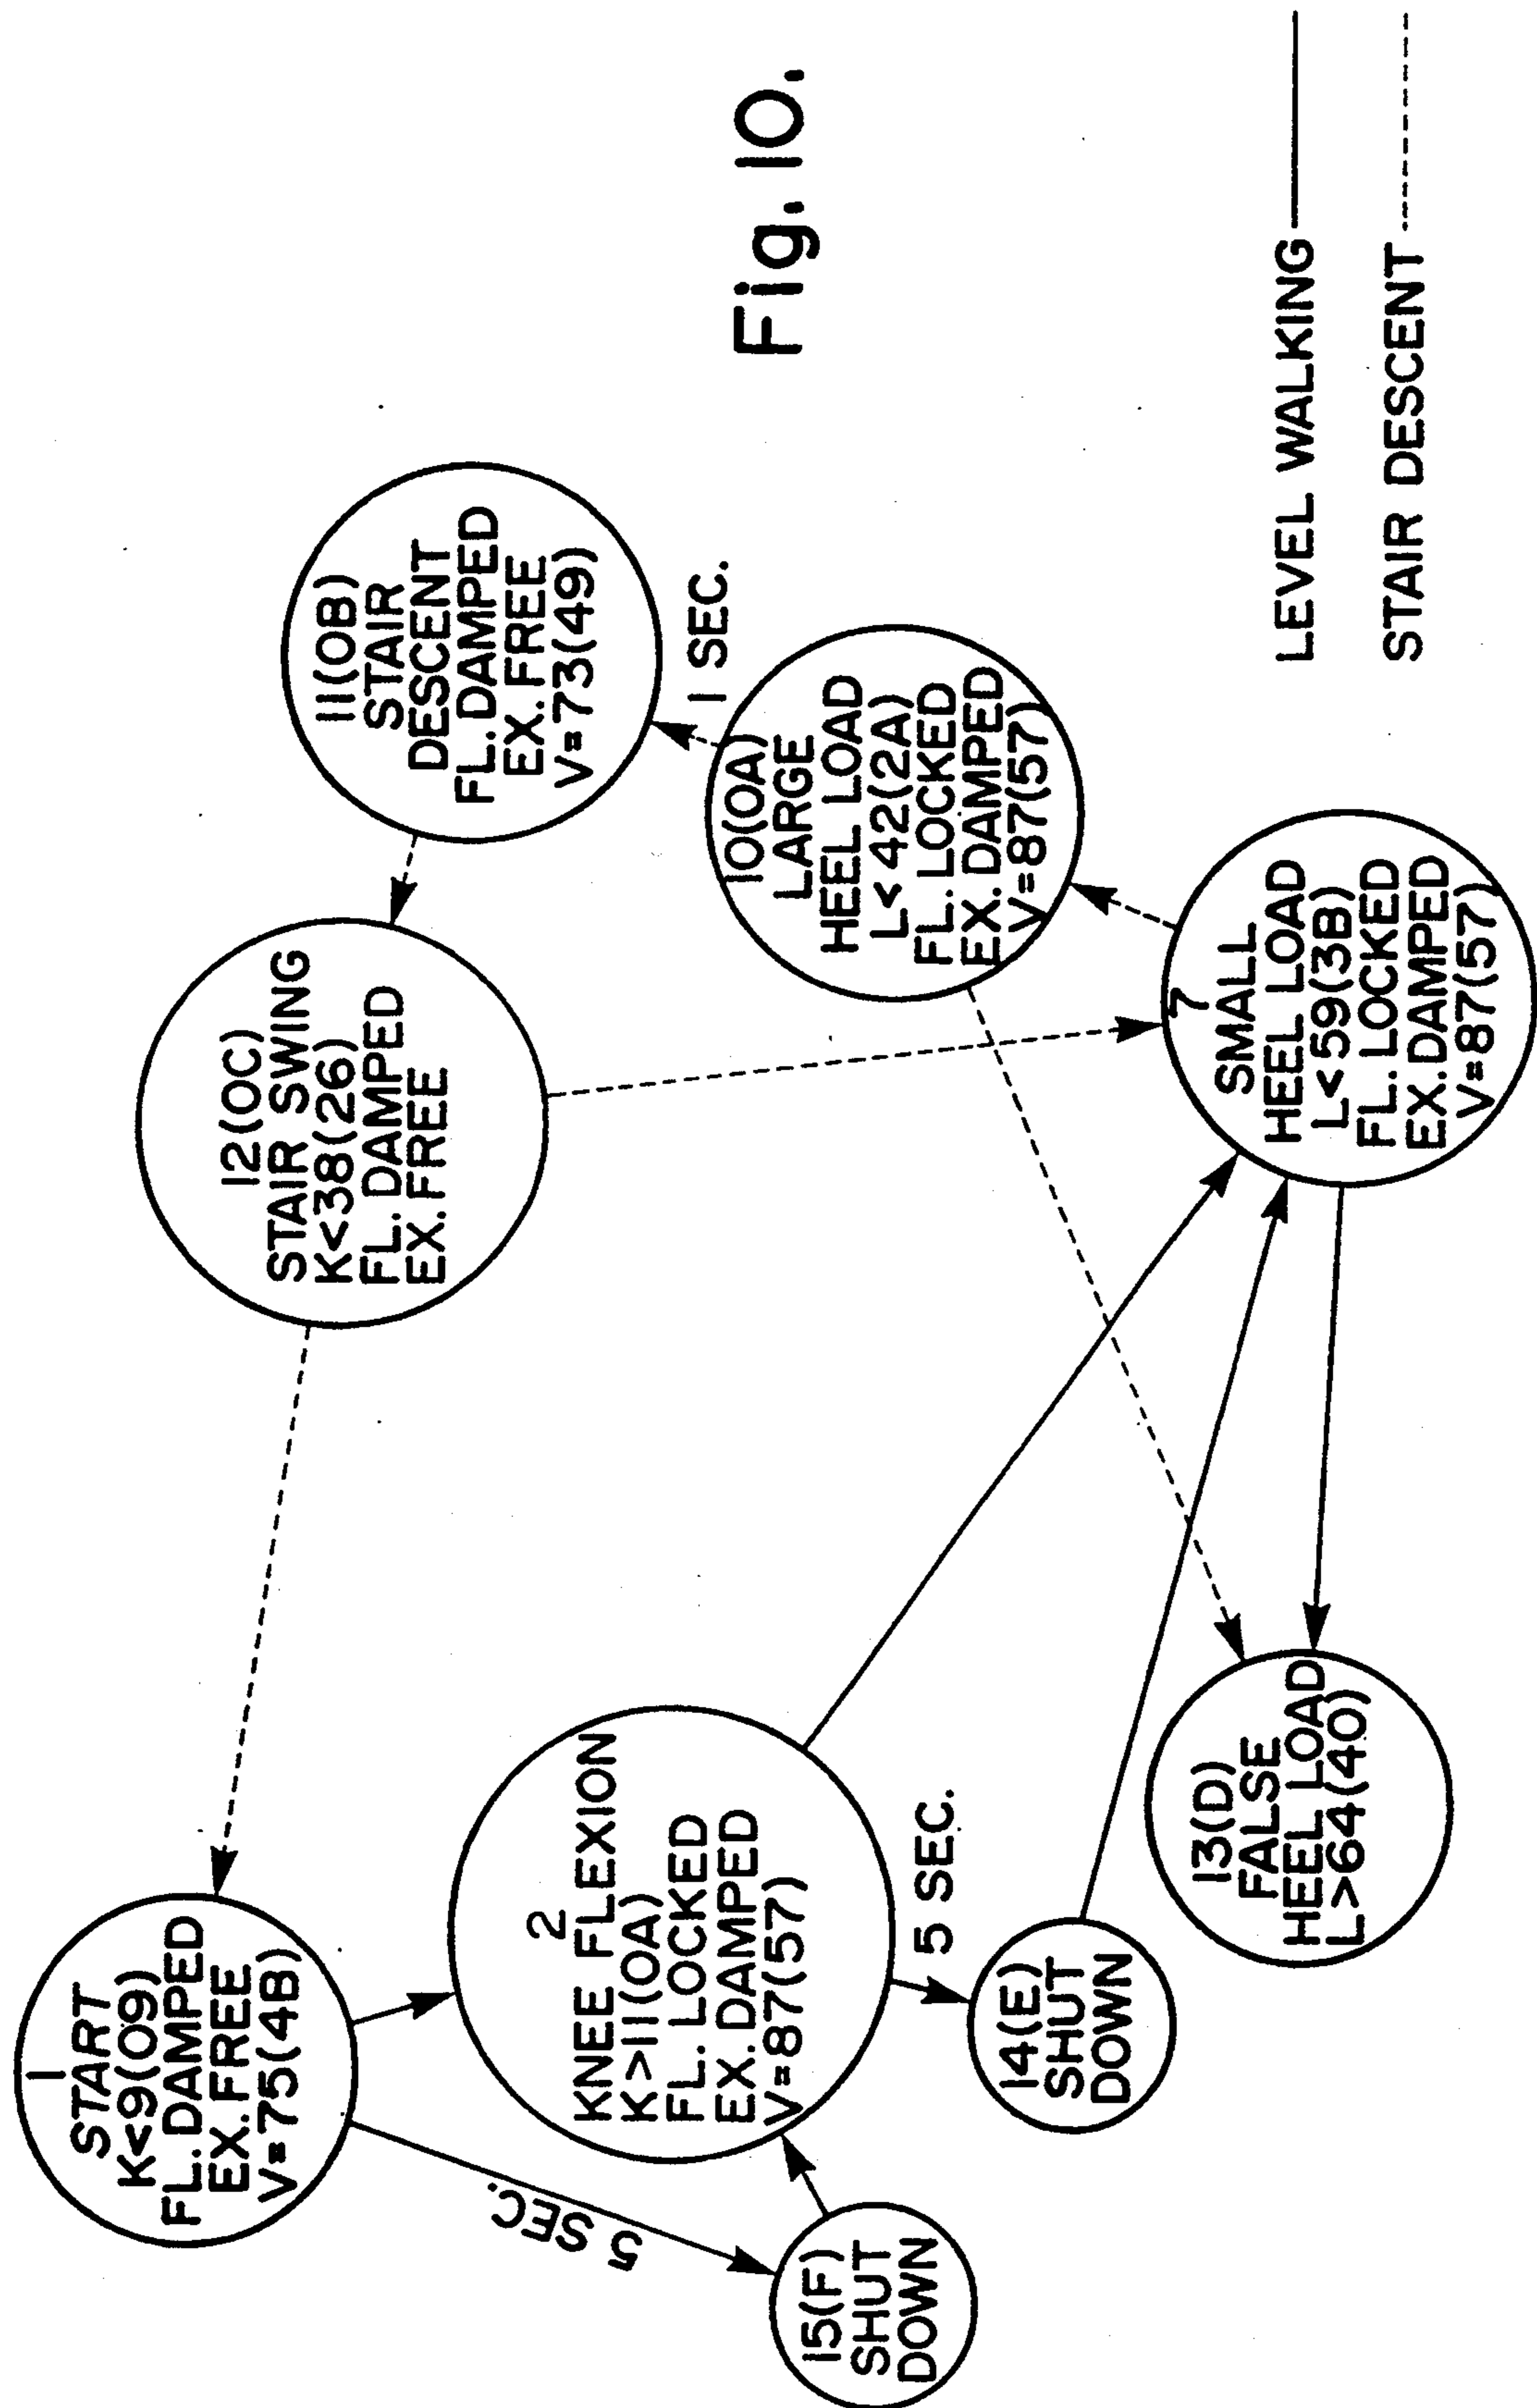 1
START
K<9(09)
FL.DAMPED
EX.FREE
V=75(4B)
12(0C)
STAIR SWING
K<38(26)
FL.DAMPED
EX.FREE
11(0B)
STAIR
DESCENT
FL.DAMPED
EX.FREE
V=73(49)
1 SEC.
5 SEC.
2
KNEE FLEXION
K>11(0A)
FL. LOCKED
EX. DAMPED
V=87(57)
10(0A)
LARGE
HEEL LOAD
L<42(2A)
FL. LOCKED
EX. DAMPED
V=87(57)
Fig. 10.
15(F)
SHUT
DOWN
5 SEC.
14(E)
SHUT
DOWN
13(D)
FALSE
HEEL LOAD
L>64(40)
7
SMALL
HEEL LOAD
L<59(3B)
FL. LOCKED
EX.DAMPED
V=87(57)
LEVEL WALKING
STAIR DESCENT